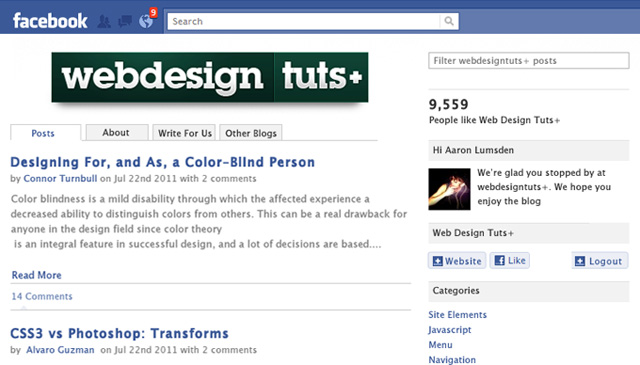 facebook
9
Search
webdesign tuts+
Posts
About
Write For Us
Other Blogs
Designing For, and As, a Color-Blind Person
by Connor Turnbull on Jul 22nd 2011 with 2 comments
Color blindness is a mild disability through which the affected experience a
decreased ability to distinguish colors from others. This can be a real drawback for
anyone in the design field since color theory
is an integral feature in successful design, and a lot of decisions are based....
Read More
14 Comments
CSS3 vs Photoshop: Transforms
by Alvaro Guzman on Jul 22nd 2011 with 2 comments
Filter webdesigntuts+ posts
9,559
People like Web Design Tuts+
Hi Aaron Lumsden
We're glad you stopped by at
webdesigntuts+. We hope you
enjoy the blog
Web Design Tuts+
Website
Like
Logout
Categories
Site Elements
Javascript
Menu
Navigation